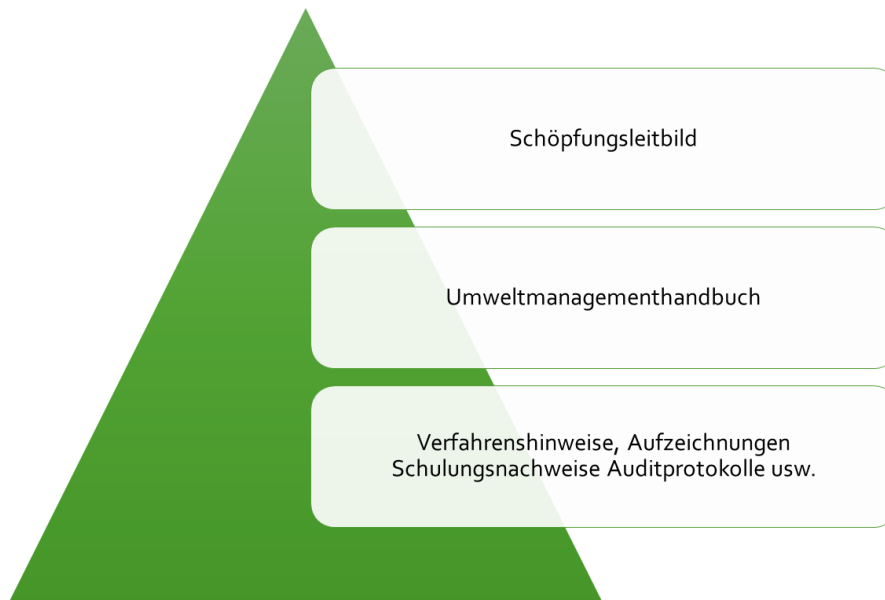 Schöpfungsleitbild
Umweltmanagementhandbuch
Verfahrenshinweise, Aufzeichnungen
Schulungsnachweise Auditprotokolle usw.